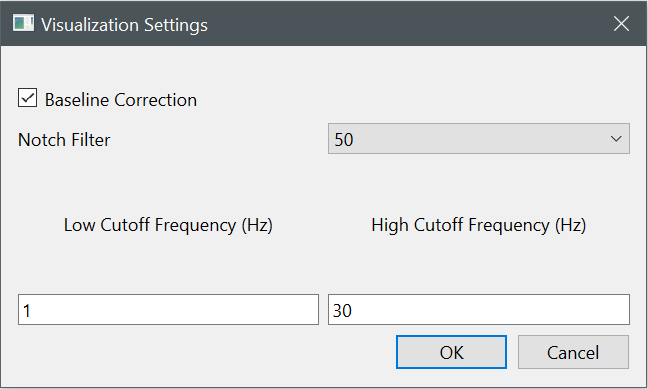 Visualization Settings
Baseline Correction
Notch Filter 50
Low Cutoff Frequency (Hz) High Cutoff Frequency (Hz)
1 30
OK Cancel